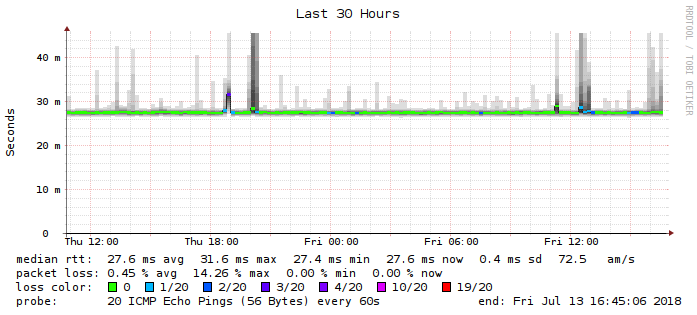 Last 30 Hours
RRDTOOL / TOBI OETIKER
Seconds
40 m
30 m
20 m
10 m
0
Thu 12:00 Thu 18:00 Fri 00:00 Fri 06:00 Fri 12:00
median rtt: 27.6 ms avg 31.6 ms max 27.4 ms min 27.6 ms now 0.4 ms sd 72.5 am/s
packet loss: 0.45 % avg 14.26 % max 0.00 % min 0.00 % now
loss color: 0 1/20 2/20 3/20 4/20 10/20 19/20
probe: 20 ICMP Echo Pings (56 Bytes) every 60s end: Fri Jul 13 16:45:06 2018